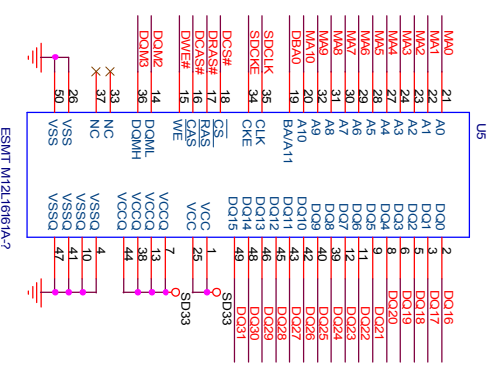 U5
MA0 21 A0 DQ0 2 DQ16
MA1 22 A1 DQ1 3 DQ17
MA2 23 A2 DQ2 5 DQ18
MA3 24 A3 DQ3 6 DQ19
MA4 27 A4 DQ4 8 DQ20
MA5 28 A5 DQ5 9 DQ21
MA6 29 A6 DQ6 11 DQ22
MA7 30 A7 DQ7 12 DQ23
MA8 31 A8 DQ8 39 DQ24
MA9 32 A9 DQ9 40 DQ25
MA10 20 A10 DQ10 42 DQ26
DBA0 19 BA/A11 DQ11 43 DQ27
DQ12 45 DQ28
SDCLK 35 CLK DQ13 46 DQ29
SDCKE 34 CKE DQ14 48 DQ30
DQ15 49 DQ31
DCS# 18 CS
DRAS# 17 RAS VCC 1 SD33
DCAS# 16 CAS VCC 25
DWE# 15 WE SD33
VCCQ 7
DQM2 14 DQML VCCQ 13
DQM3 36 DQMH VCCQ 38
VCCQ 44
33 NC
37 NC VSSQ 4
VSSQ 10
26 VSS VSSQ 41
50 VSS VSSQ 47
ESMT M12L16161A-?